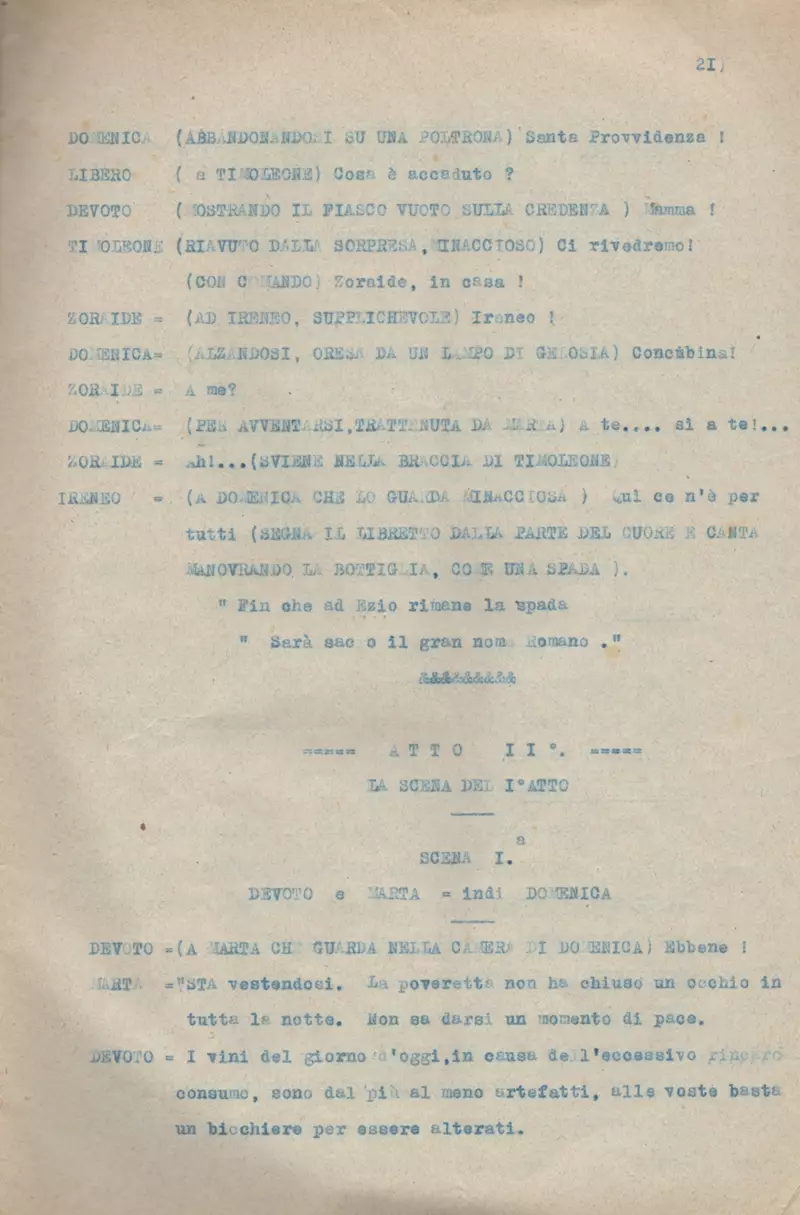 21,
DOMENICA (ABBANDONANDOSI SU UNA POLTRONA) Santa Provvidenza !
LIBERO ( a TIMOLEONE) Cosa è accaduto ?
DEVOTO ( MOSTRANDO IL FIASCO VUOTO SULLA CREDENZA ) Mamma !
TIMOLEONE (RIAVUTO DALLA SORPRESA, MINACCIOSO) Ci rivedremo!
(CON COMANDO) Zoraide, in casa !
ZORAIDE = (AD IRENEO, SUPPLICHEVOLE) Ireneo !
DOMENICA= (ALZANDOSI, ORESA DA UN LAMPO DI GELOSIA) Concubina!
ZORAIDE = A me?
DOMENICA= (PER AVVENTARSI,TRATTENUTA DA MARTA) A te.... si a te!...
ZORAIDE = Ah!...(SVIENE NELLA BRACCIA DI TIMOLEONE)
IRENEO = (A DOMENICA CHE LO GUARDA MINACCIOSA ) Qui ce n'è per
tutti (SEGNA IL LIBRETTO DALLA PARTE DEL CUORE E CANTA
MANOVRANDO LA BOTTIGLIA, COME UNA SPADA ).
" Fin che ad Ezio rimane la spada
" Sarà sac o il gran nome Romano ."
&&&&&&&&&
===== ATTO II°. =====
LA SCENA DEL I°ATTO
SCENA I.a
DEVOTO e MARTA = indi DOMENICA
DEVOTO =(A MARTA CHE GUARDA NELLA CAMERA DI DOMENICA) Ebbene !
MARTA ="STA vestendosi. La poveretta non ha chiuso un occhio in
tutta la notte. Non sa darsi un momento di pace.
DEVOTO = I vini del giorno d'oggi,in causa dell'eccessivo
consumo, sono dal più al meno artefatti, alle voste basta
un bicchiere per essere alterati.